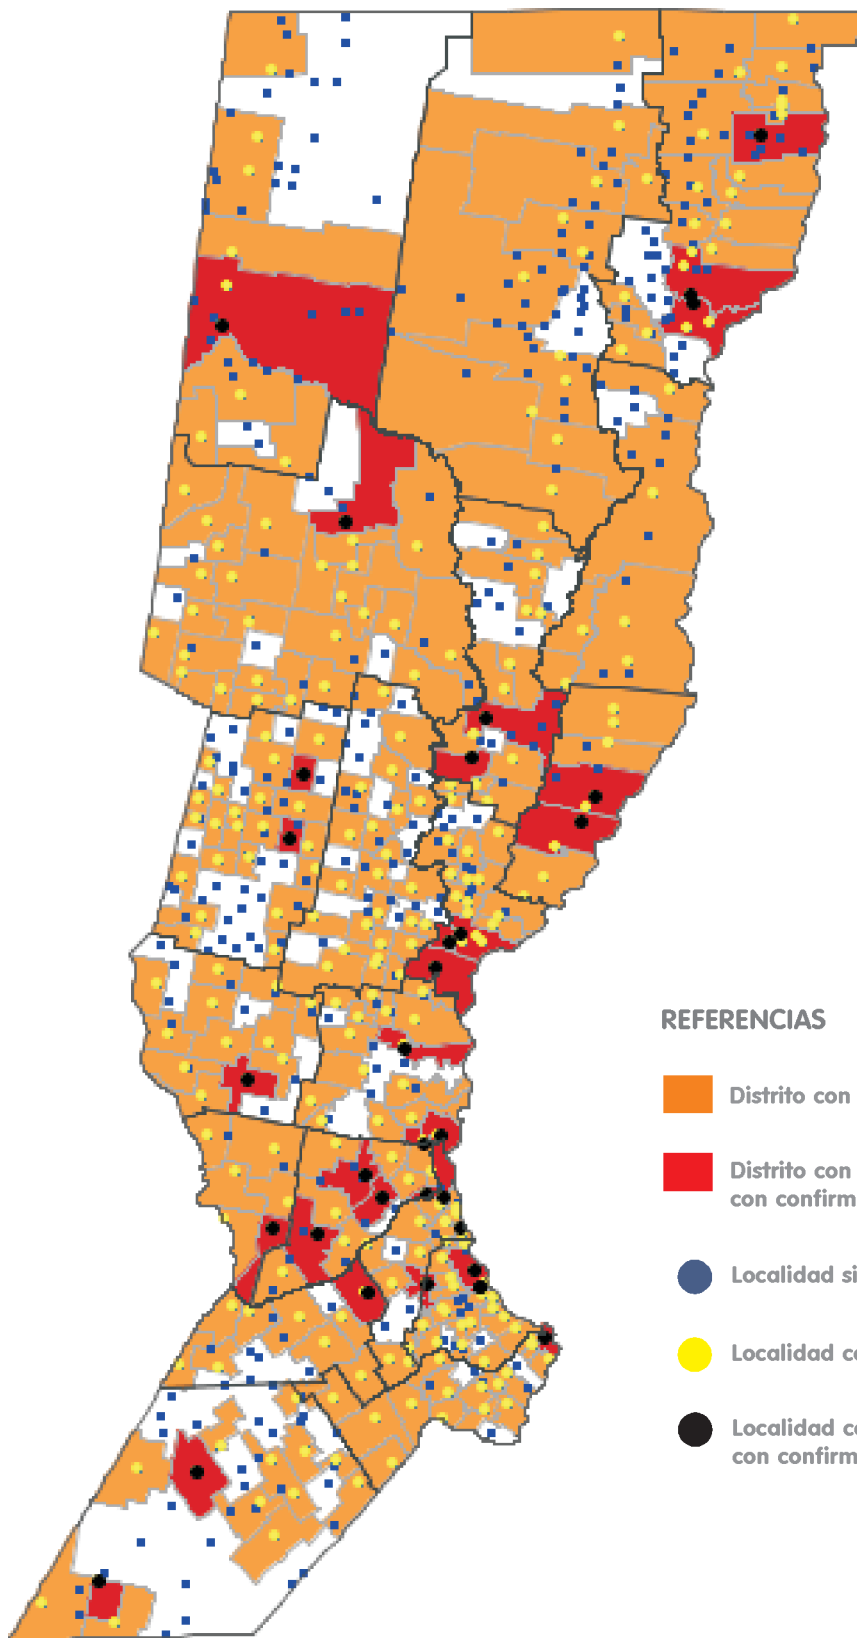 REFERENCIAS
Distrito con
Distrito con
con confirm
Localidad si
Localidad co
Localidad co
con confirm